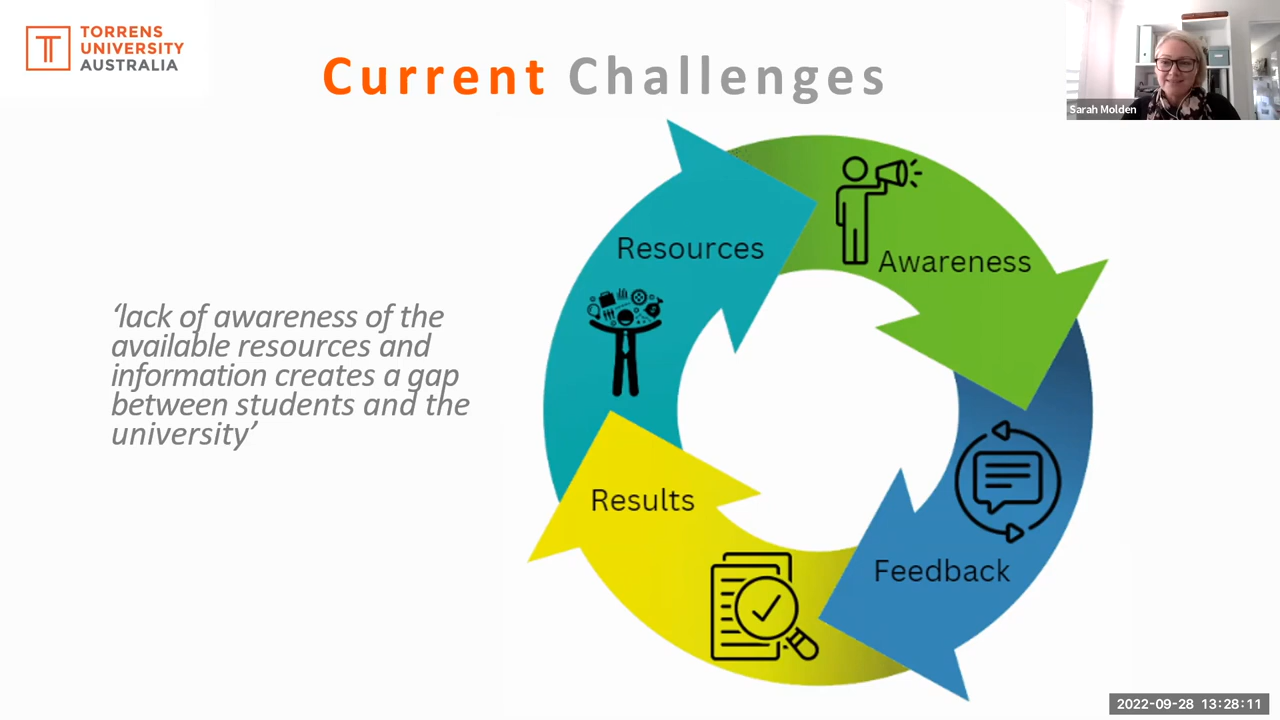 TORRENS
UNIVERSITY
AUSTRALIA
Current Challenges
Sarah Molden
Resources
Awareness
‘lack of awareness of the
available resources and
information creates a gap
between students and the
university’
Results
Feedback
2022-09-28 13:28:11